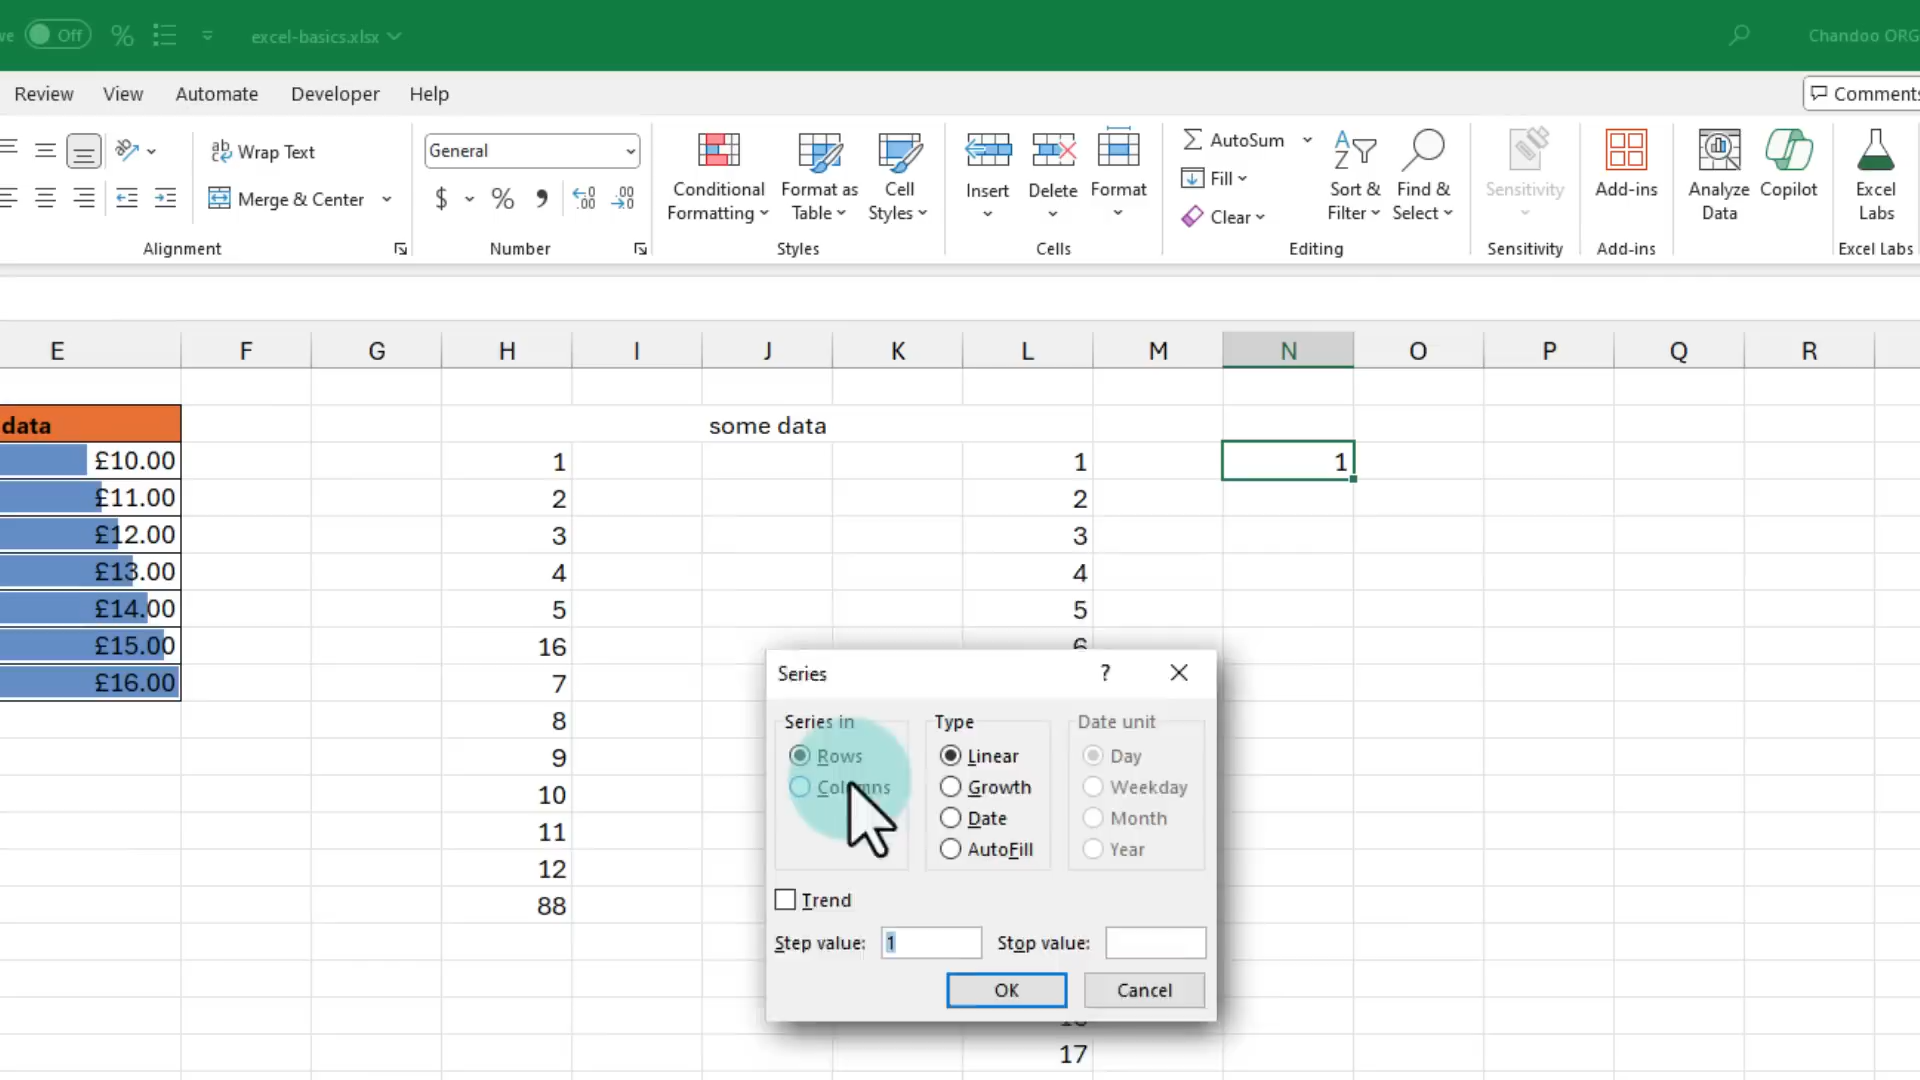 ve Off excel-basics.xlsx Chandoo ORG
Review View Automate Developer Help Comments
Wrap Text
Merge & Center
Alignment
General
$ % 
Number
Conditional Formatting
Format as Table
Cell Styles
Styles
Insert Delete Format
Cells
AutoSum
Fill
Clear
Sort & Filter
Find & Select
Editing
Sensitivity
Sensitivity
Add-ins
Add-ins
Analyze Data
Copilot
Excel Labs
Excel Labs
E F G H I J K L M N O P Q R
data some data
£10.00 1 1 1
£11.00 2 2
£12.00 3 3
£13.00 4 4
£14.00 5 5
£15.00 16 6
£16.00 7
8
9
10
11
12
88
17
Series ?
Series in
Rows
Columns
Type
Linear
Growth
Date
AutoFill
Date unit
Day
Weekday
Month
Year
Trend
Step value: 1 Stop value:
OK Cancel